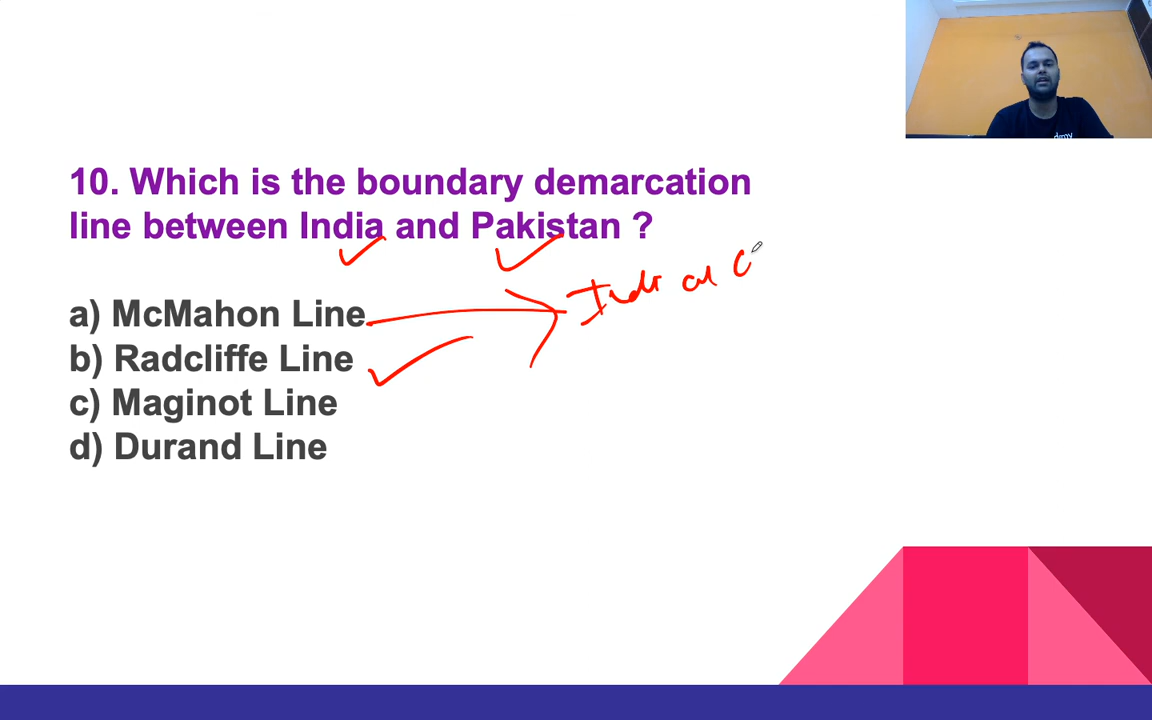 10. Which is the boundary demarcation
line between India and Pakistan ?
a) McMahon Line
b) Radcliffe Line
c) Maginot Line
d) Durand Line